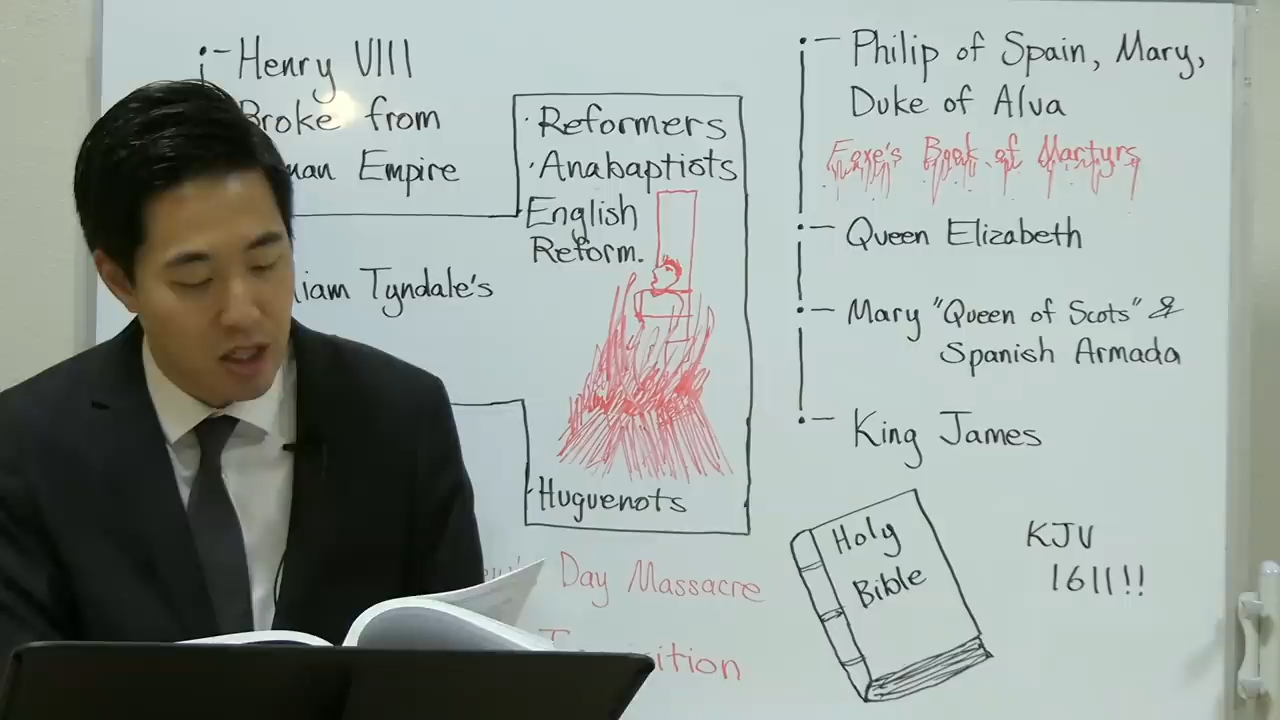 Henry VIII
Broke from
Empire
Tyndale's
Reformers
Anabaptists
English
Reform.
Huguenots
Day Massacre
Philip of Spain, Mary,
Duke of Alva
Foxe's Book of Martyrs
Queen Elizabeth
Mary "Queen of Scots" &
Spanish Armada
King James
Holy
Bible
KJV
1611!!